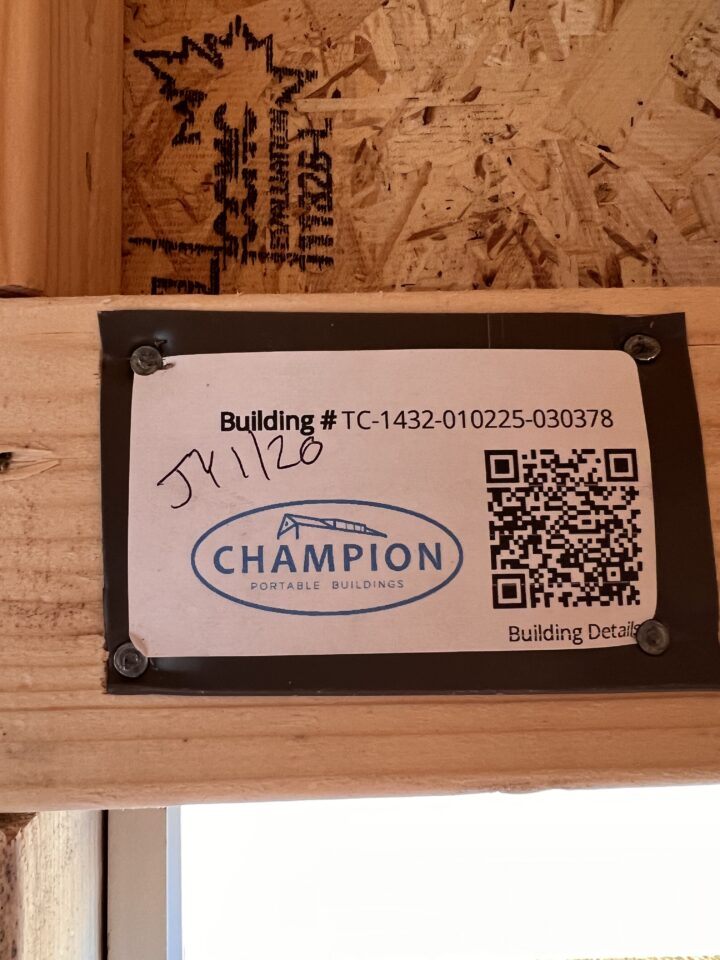 Building # TC-1432-010225-030378
JY 1/20
CHAMPION
PORTABLE BUILDINGS
Building Details